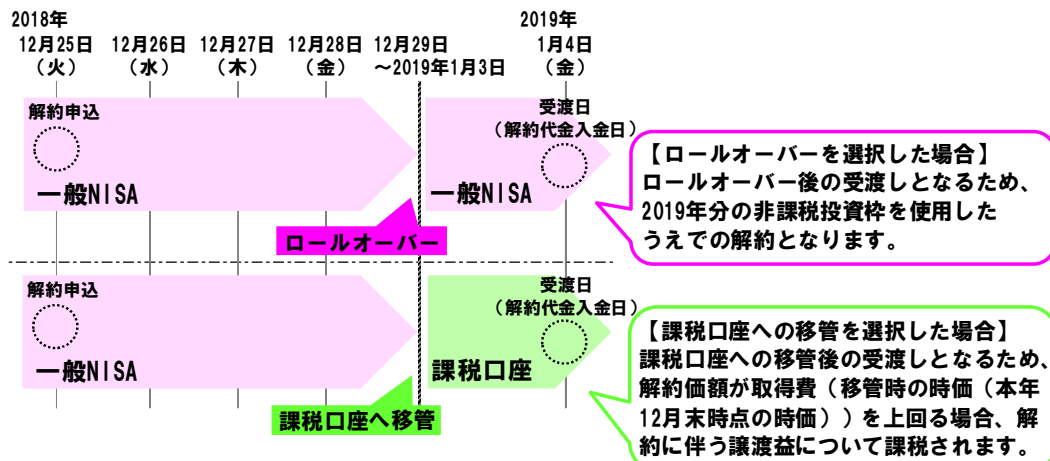 2018年
2019年
12月25日 12月26日 12月27日 12月28日 12月29日 1月4日
(火) (水) (木) (金) ~2019年1月3日 (金)
解約申込
受渡日
(解約代金入金日)
一般NISA
一般NISA
ロールオーバー
【ロールオーバーを選択した場合】
ロールオーバー後の受渡しとなるため、
2019年分の非課税投資枠を使用した
うえでの解約となります。
解約申込
受渡日
(解約代金入金日)
一般NISA
課税口座
課税口座へ移管
【課税口座への移管を選択した場合】
課税口座への移管後の受渡しとなるため、
解約価額が取得費(移管時の時価(本年
12月末時点の時価))を上回る場合、解
約に伴う譲渡益について課税されます。